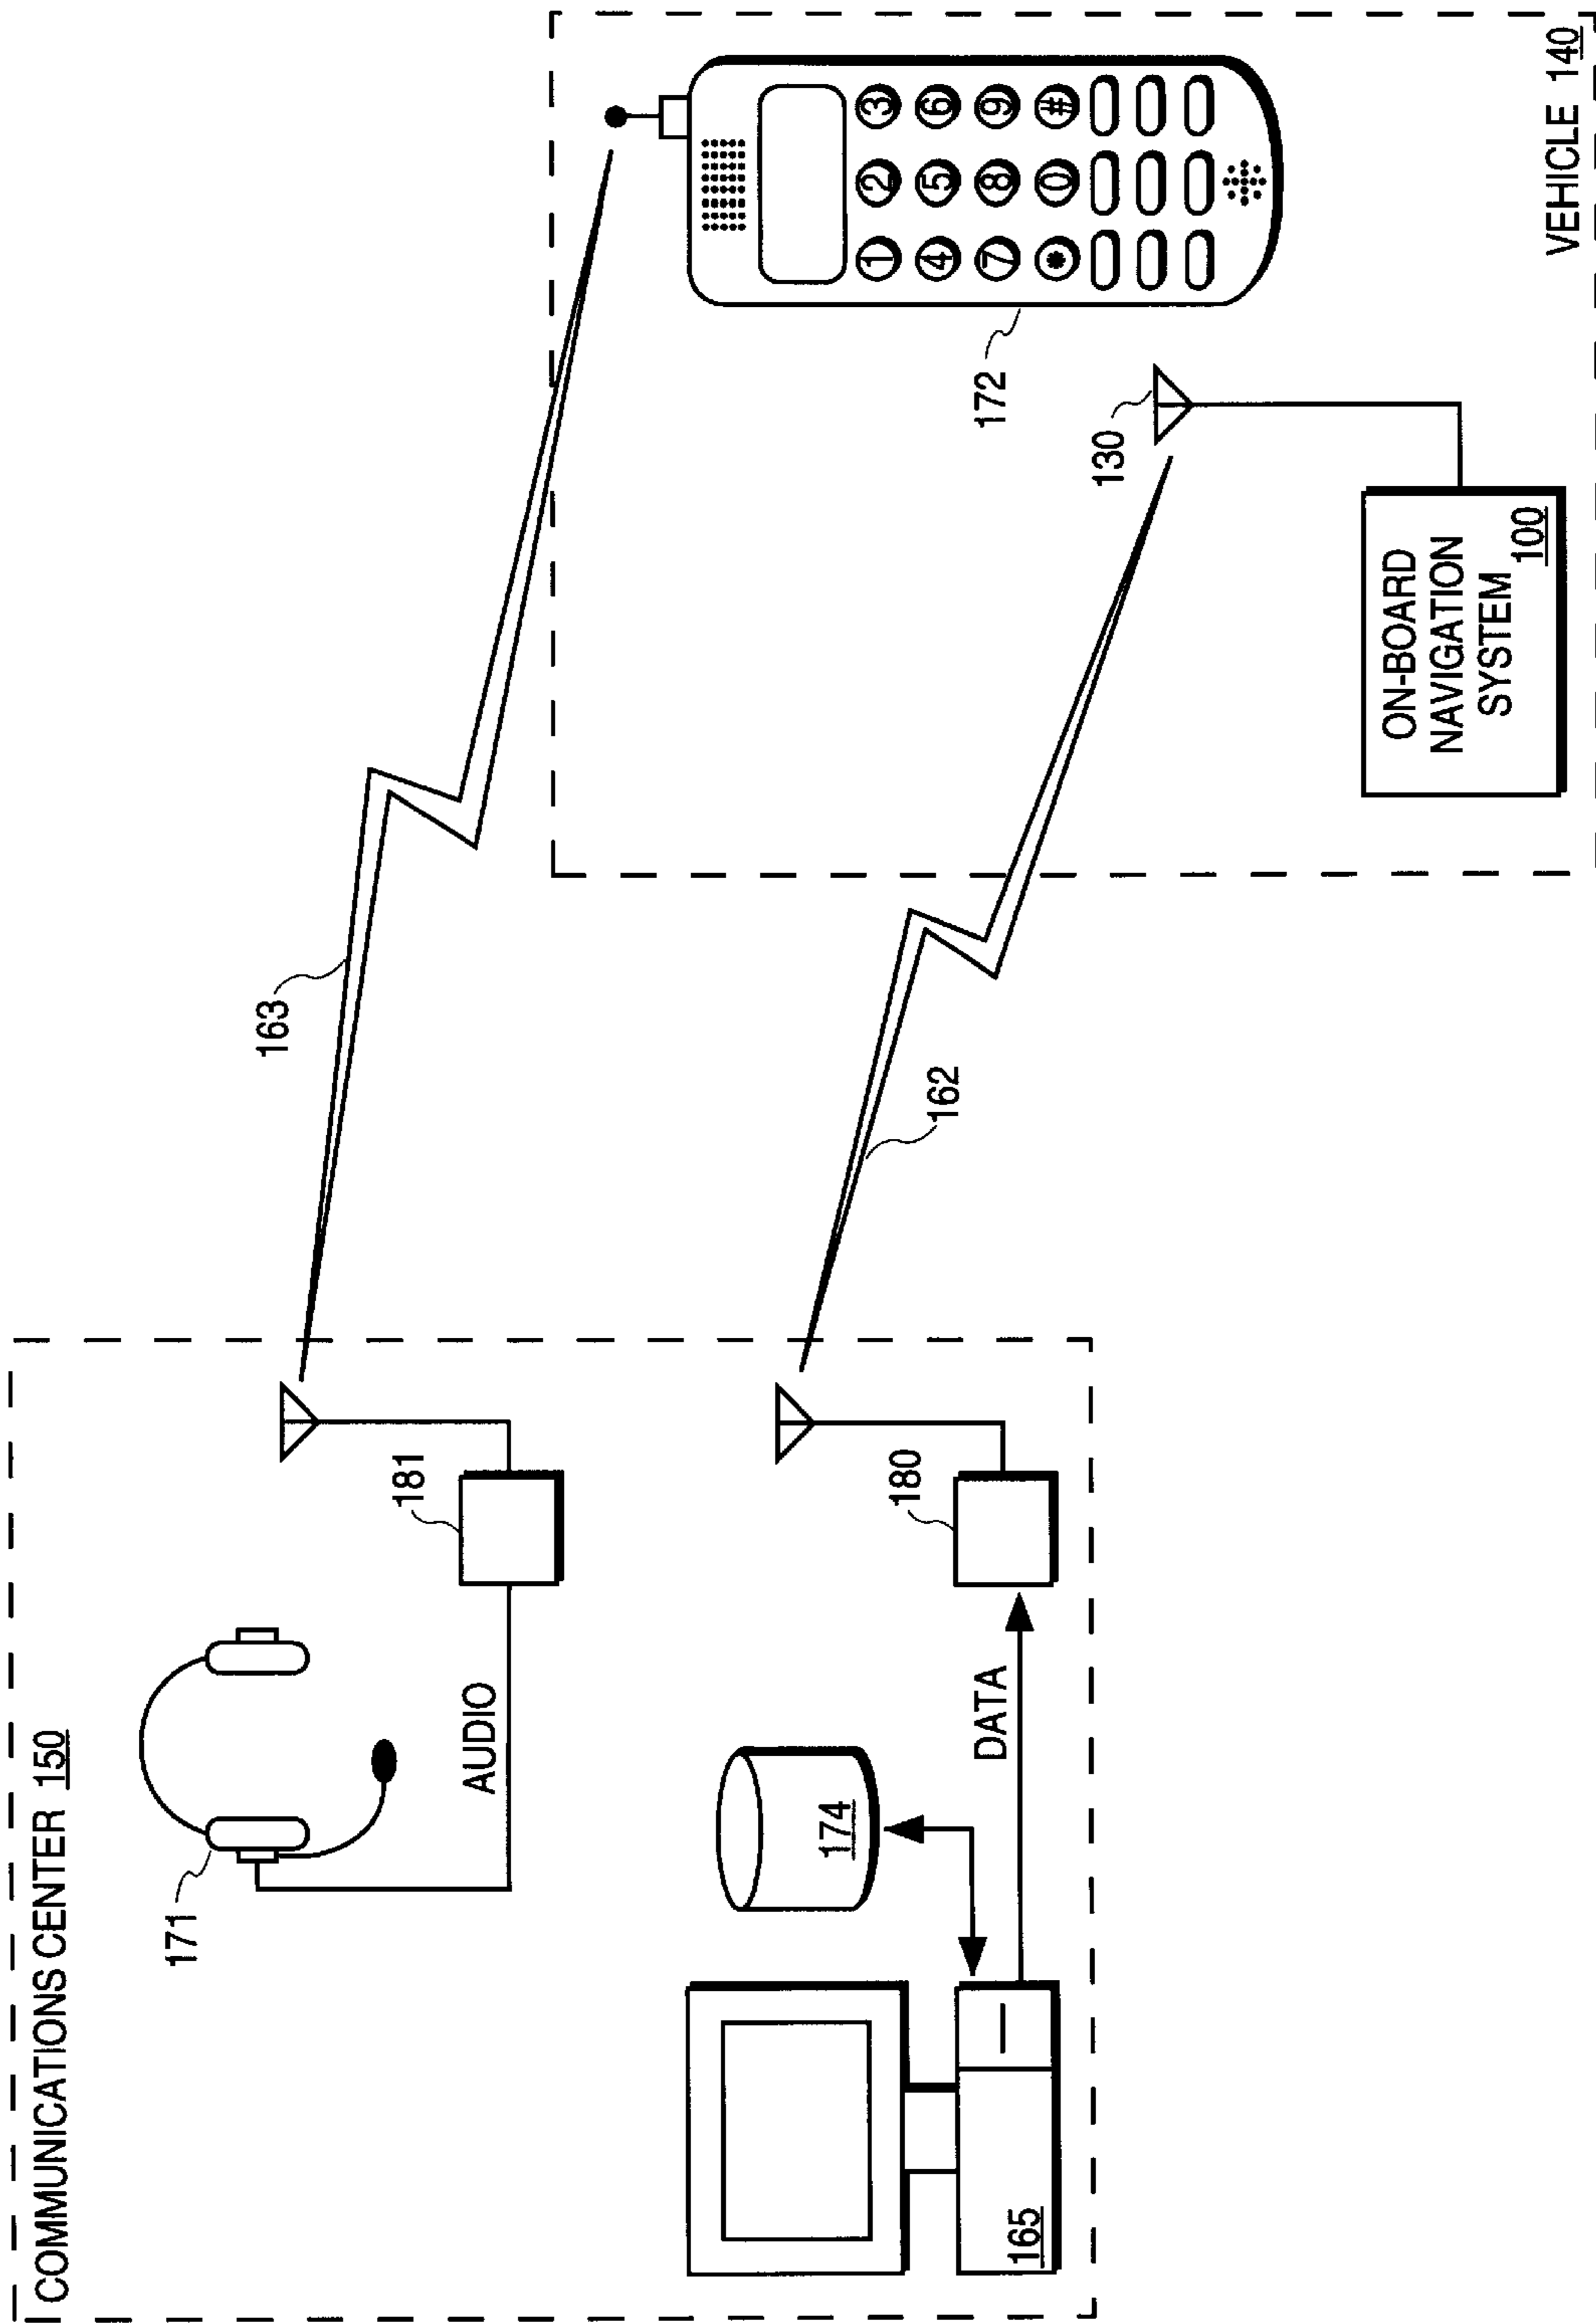 COMMUNICATIONS CENTER 150
171
AUDIO
181
163
174
165
DATA
180
162
172
1 2 3
4 5 6
7 8 9
* 0 #
130
ON-BOARD
NAVIGATION
SYSTEM
100
VEHICLE 140